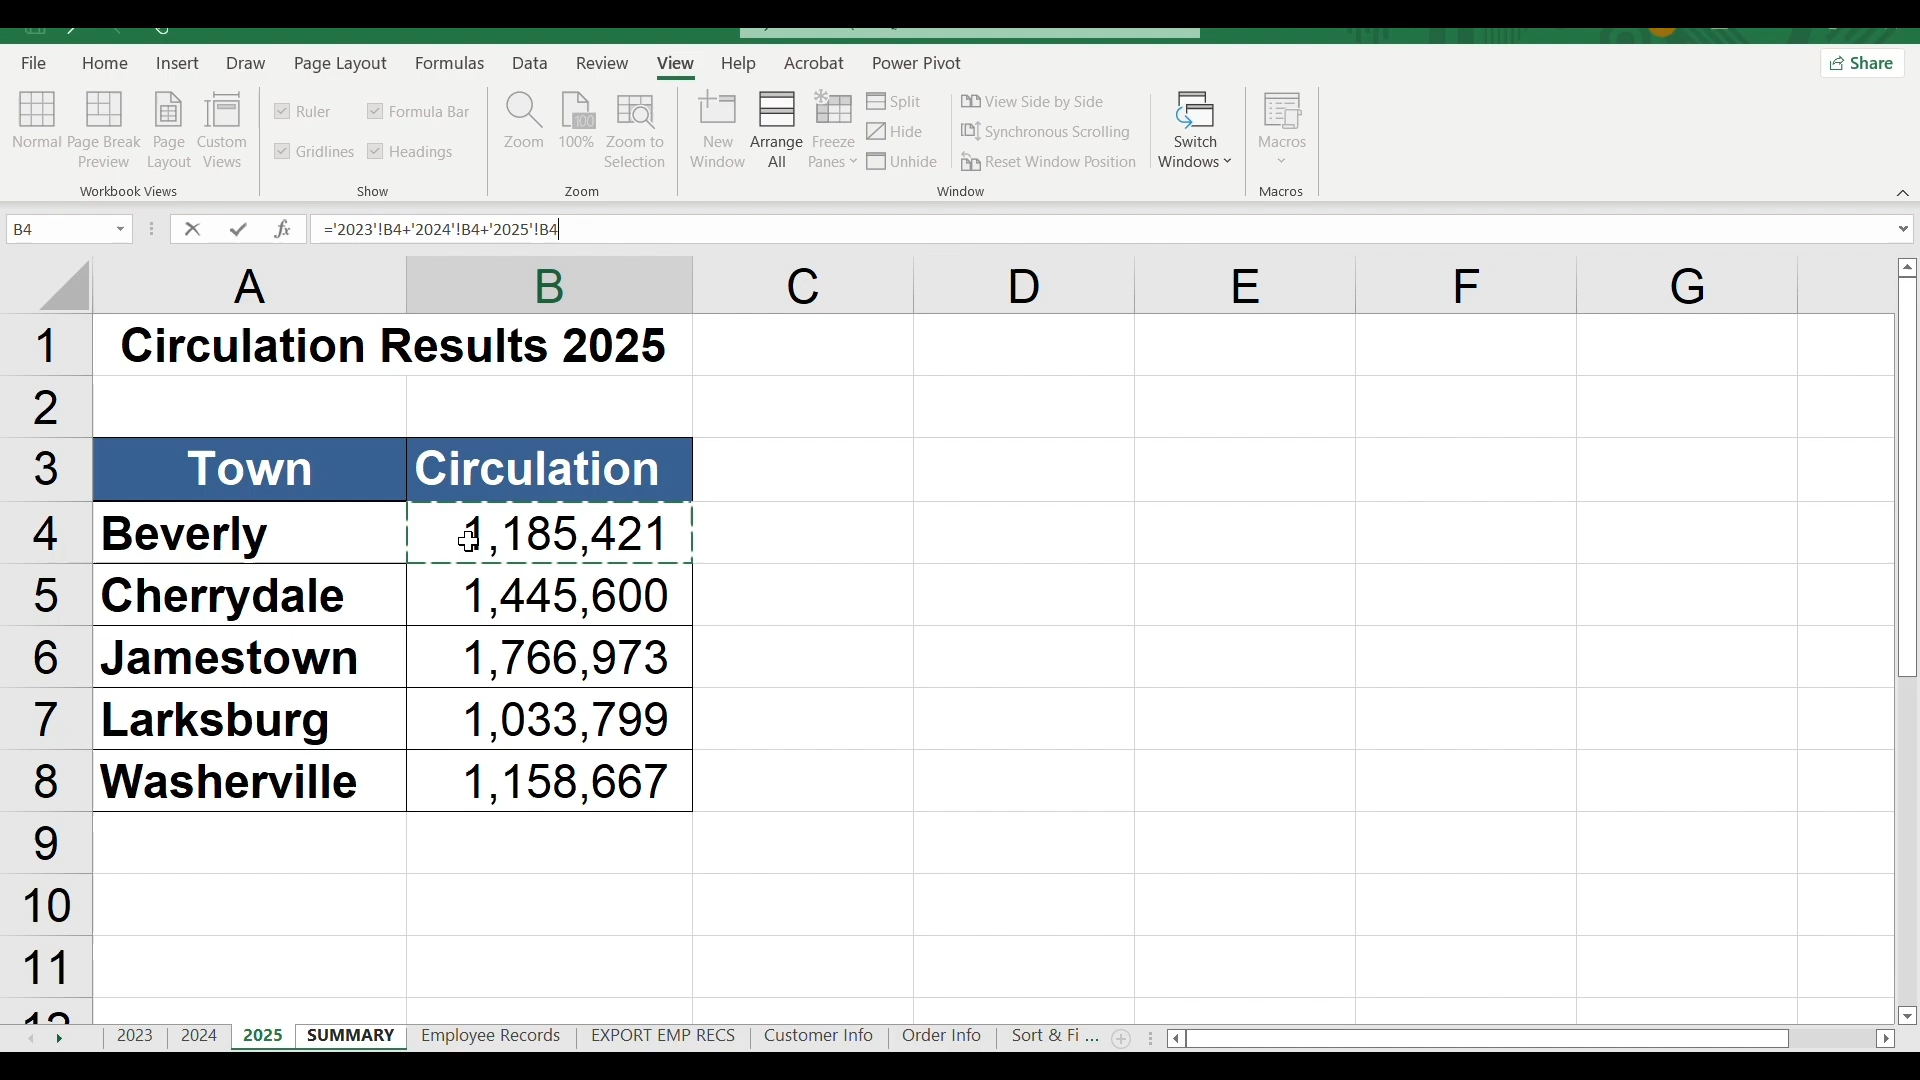 File Home Insert Draw Page Layout Formulas Data Review View Help Acrobat Power Pivot Share
Normal Page Break Preview Page Layout Custom Views
Workbook Views
Ruler Formula Bar
Gridlines Headings
Show
Zoom 100% Zoom to Selection
Zoom
New Window Arrange All Freeze Panes
Split
Hide
Unhide
View Side by Side
Synchronous Scrolling
Reset Window Position
Window
Switch Windows
Macros
Macros
B4 fx ='2023'!B4+'2024'!B4+'2025'!B4
A B C D E F G
1 Circulation Results 2025
2
3 Town Circulation
4 Beverly 1,185,421
5 Cherrydale 1,445,600
6 Jamestown 1,766,973
7 Larksburg 1,033,799
8 Washerville 1,158,667
9
10
11
12
2023 2024 2025 SUMMARY Employee Records EXPORT EMP RECS Customer Info Order Info Sort & Fi ...